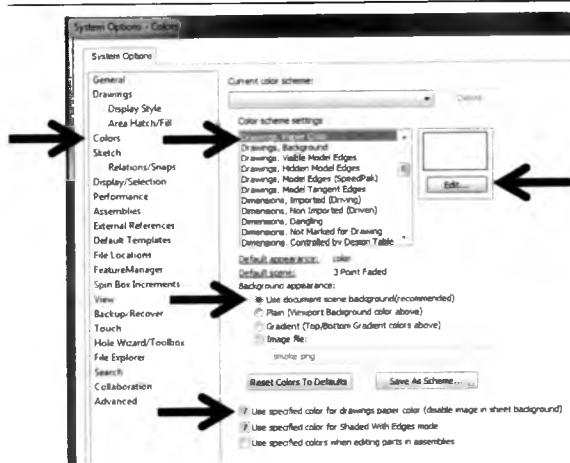 System Options - Colors
System Options
General
Drawings
Display Style
Area Hatch/Fill
Colors
Sketch
Relations/Snaps
Display/Selection
Performance
Assemblies
External References
Default Templates
File Locations
FeatureManager
Spin Box Increments
View
Backup/Recover
Touch
Hole Wizard/Toolbox
File Explorer
Search
Collaboration
Advanced
Current color scheme:
Delete
Color scheme settings
Drawings, Paper Color
Drawings, Background
Drawings, Visible Model Edges
Drawings, Hidden Model Edges
Drawings, Model Edges (SpeedPak)
Drawings, Model Tangent Edges
Dimensions, Imported (Driving)
Dimensions, Non Imported (Driven)
Dimensions, Dangling
Dimensions, Not Marked for Drawing
Dimensions, Controlled by Design Table
Edit...
Default appearance: color
Default scene: 3 Point Faded
Background appearance:
Use document scene background(recommended)
Plain (Viewport Background color above)
Gradient (Top/Bottom Gradient colors above)
Image file:
smoke png
Reset Colors To Defaults
Save As Scheme...
Use specified color for drawings paper color (disable image in sheet background)
Use specified color for Shaded With Edges mode
Use specified colors when editing parts in assemblies